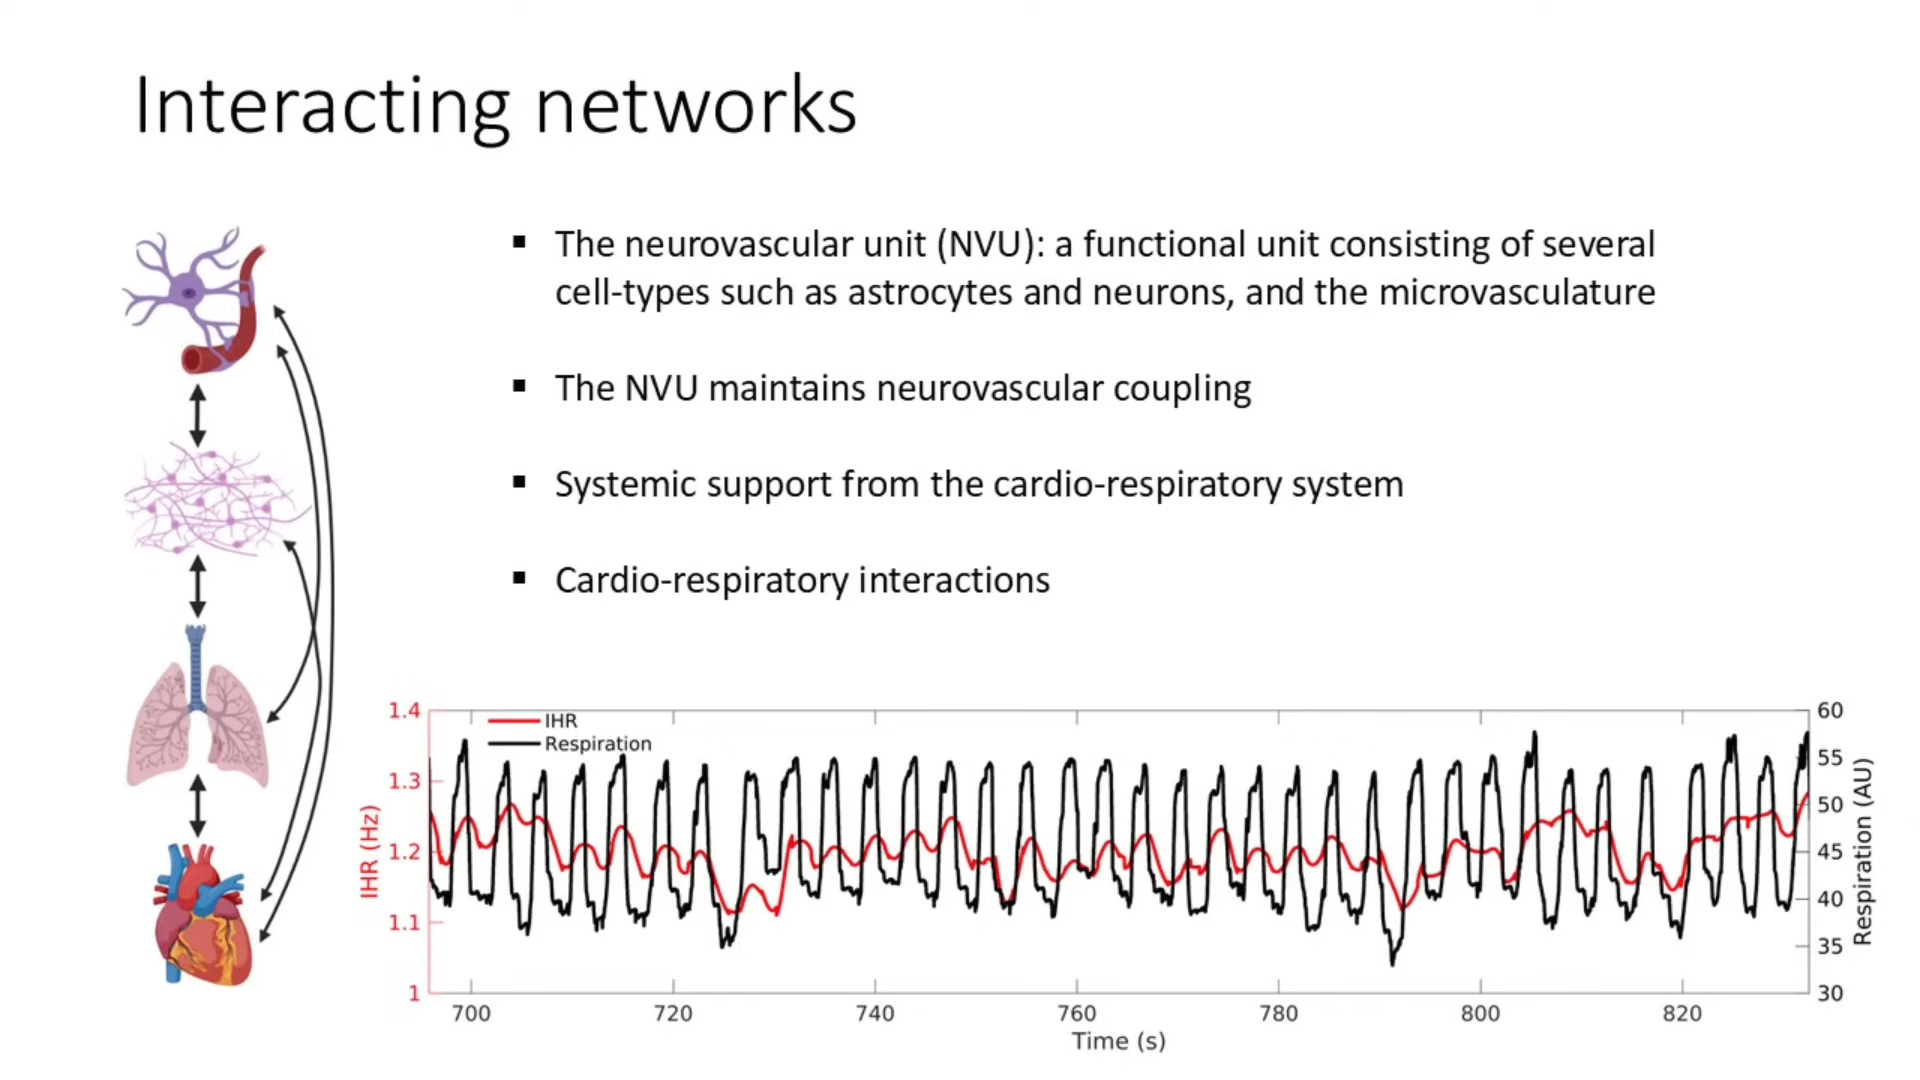 Interacting networks
▪ The neurovascular unit (NVU): a functional unit consisting of several
cell-types such as astrocytes and neurons, and the microvasculature
▪ The NVU maintains neurovascular coupling
▪ Systemic support from the cardio-respiratory system
▪ Cardio-respiratory interactions
IHR
Respiration
1.4
1.3
1.2
1.1
1
IHR (Hz)
60
55
50
45
40
35
30
Respiration (AU)
700 720 740 760 780 800 820
Time (s)